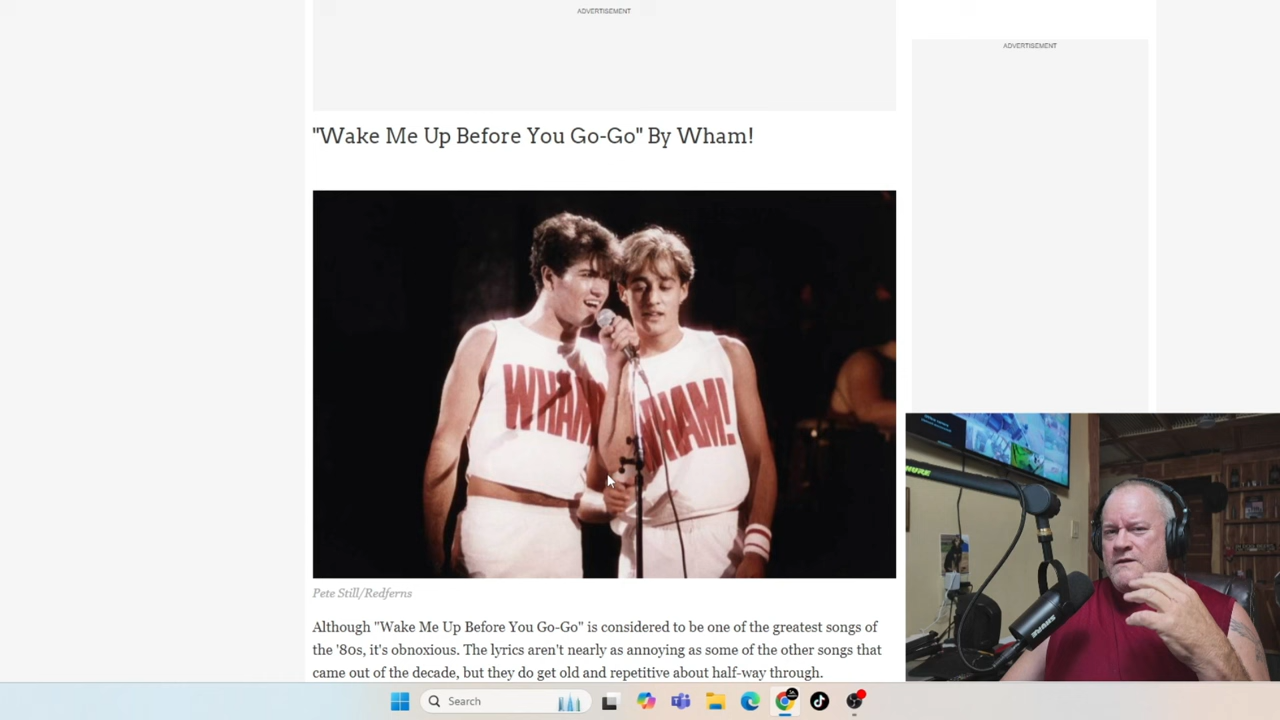 ADVERTISEMENT
ADVERTISEMENT
"Wake Me Up Before You Go-Go" By Wham!
WHAM
WHAM!
Pete Still/Redferns
Although "Wake Me Up Before You Go-Go" is considered to be one of the greatest songs of
the '80s, it's obnoxious. The lyrics aren't nearly as annoying as some of the other songs that
came out of the decade, but they do get old and repetitive about half-way through.
SHURE
SHURE
Search